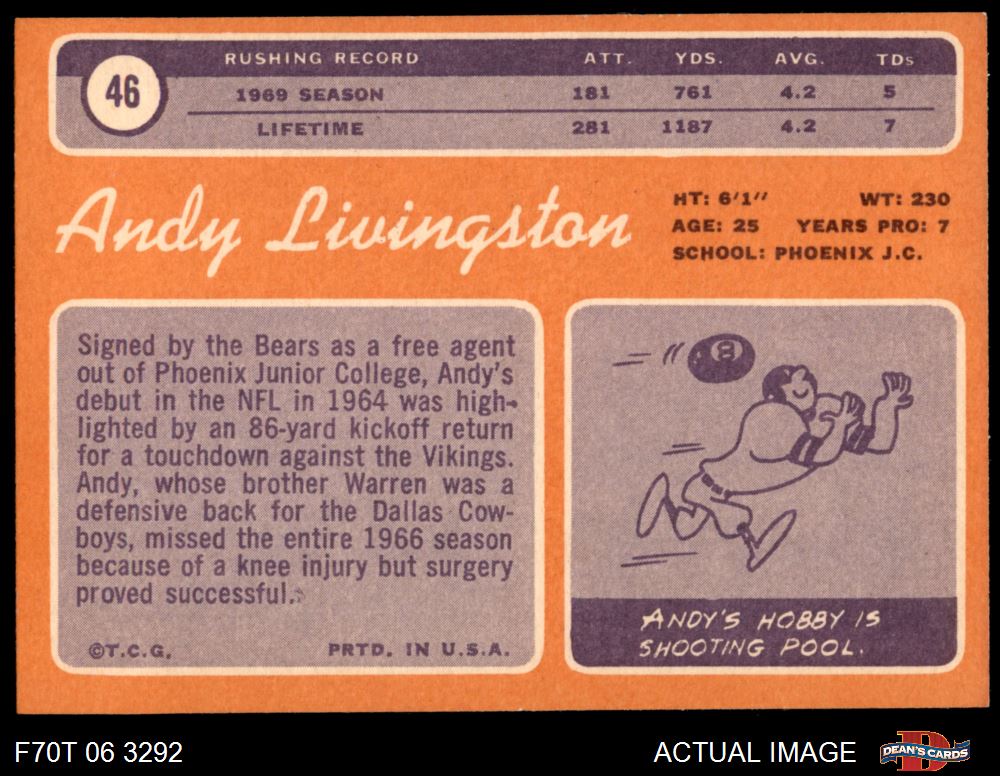 46
RUSHING RECORD ATT. YDS. AVG. TDs
1969 SEASON 181 761 4.2 5
LIFETIME 281 1187 4.2 7
Andy Livingston
HT: 6'1" WT: 230
AGE: 25 YEARS PRO: 7
SCHOOL: PHOENIX J.C.
Signed by the Bears as a free agent
out of Phoenix Junior College, Andy's
debut in the NFL in 1964 was high-
lighted by an 86-yard kickoff return
for a touchdown against the Vikings.
Andy, whose brother Warren was a
defensive back for the Dallas Cow-
boys, missed the entire 1966 season
because of a knee injury but surgery
proved successful.
©T.C.G. PRTD. IN U.S.A.
8
ANDY'S HOBBY IS
SHOOTING POOL.
F70T 06 3292
ACTUAL IMAGE
D
DEAN'S CARDS